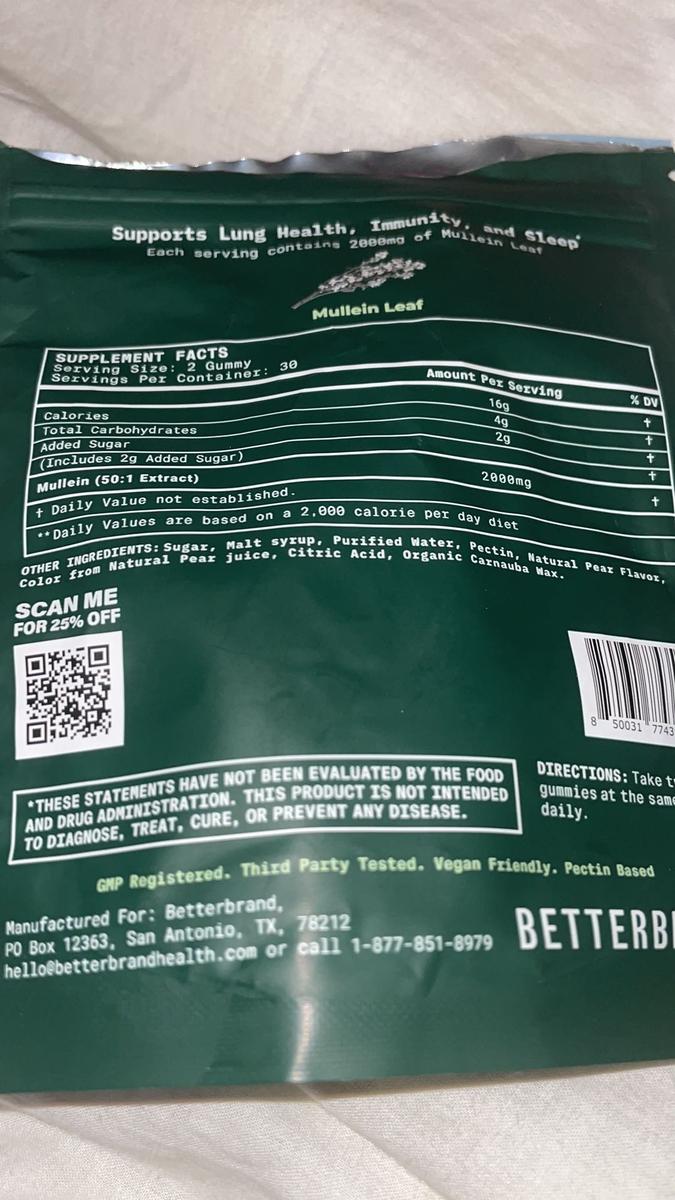 Supports Lung Health, Immunity, and Sleep*
Each serving contains 2000mg of Mullein Leaf
Mullein Leaf
SUPPLEMENT FACTS
Serving Size: 2 Gummy
Servings Per Container: 30
Amount Per Serving % DV
Calories 16g †
Total Carbohydrates 4g †
Added Sugar 2g †
(Includes 2g Added Sugar) †
Mullein (50:1 Extract) 2000mg †
† Daily Value not established.
**Daily Values are based on a 2,000 calorie per day diet
OTHER INGREDIENTS: Sugar, Malt syrup, Purified Water, Pectin, Natural Pear Flavor,
Color from Natural Pear juice, Citric Acid, Organic Carnauba Wax.
SCAN ME
FOR 25% OFF
8 50031 7743
*THESE STATEMENTS HAVE NOT BEEN EVALUATED BY THE FOOD
AND DRUG ADMINISTRATION. THIS PRODUCT IS NOT INTENDED
TO DIAGNOSE, TREAT, CURE, OR PREVENT ANY DISEASE.
DIRECTIONS: Take t
gummies at the same
daily.
GMP Registered. Third Party Tested. Vegan Friendly. Pectin Based
Manufactured For: Betterbrand,
PO Box 12363, San Antonio, TX, 78212
hello@betterbrandhealth.com or call 1-877-851-8979
BETTERB